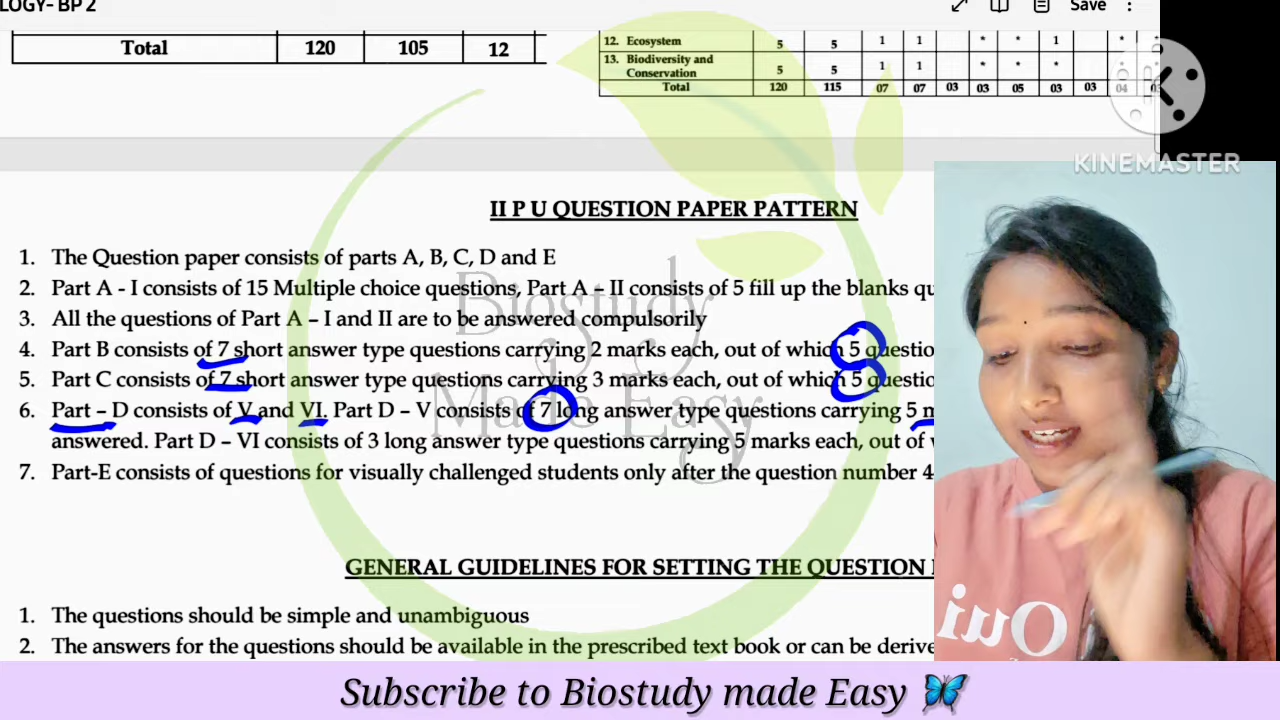 LOGY- BP 2
Save
Total 120 105 12
12. Ecosystem 5 5 1 1 * * 1 *
13. Biodiversity and Conservation 5 5 1 1 * * *
Total 120 115 07 07 03 03 05 03 03 04
KINEMASTER
II P U QUESTION PAPER PATTERN
1. The Question paper consists of parts A, B, C, D and E
2. Part A - I consists of 15 Multiple choice questions, Part A – II consists of 5 fill up the blanks qu
3. All the questions of Part A – I and II are to be answered compulsorily
4. Part B consists of 7 short answer type questions carrying 2 marks each, out of which 5 questio
5. Part C consists of 7 short answer type questions carrying 3 marks each, out of which 5 questio
6. Part – D consists of V and VI. Part D – V consists of 7 long answer type questions carrying 5 m
answered. Part D – VI consists of 3 long answer type questions carrying 5 marks each, out of
7. Part-E consists of questions for visually challenged students only after the question number 4
Biostudy
Made Easy
GENERAL GUIDELINES FOR SETTING THE QUESTION
1. The questions should be simple and unambiguous
2. The answers for the questions should be available in the prescribed text book or can be derive
Oui
Subscribe to Biostudy made Easy 🦋